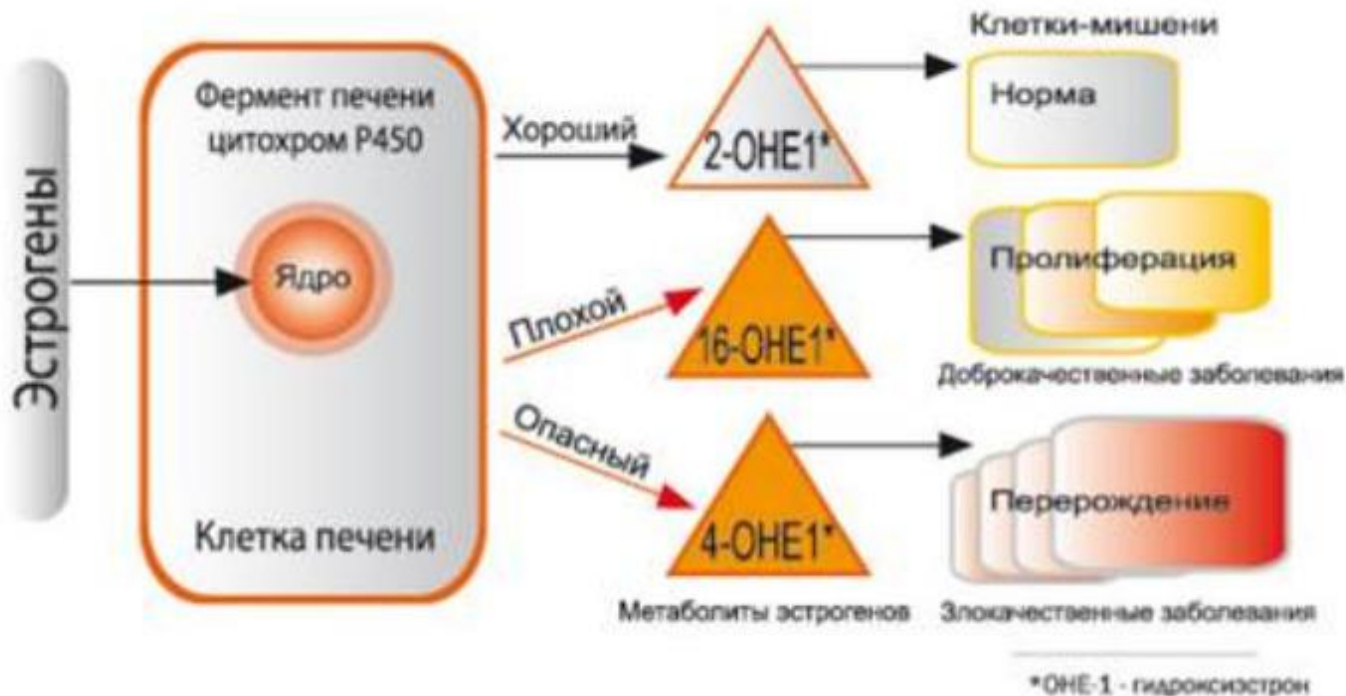 Эстрогены
Фермент печени
цитохром P450
Ядро
Клетка печени
Хороший
Плохой
Опасный
2-OHE1*
16-OHE1*
4-OHE1*
Метаболиты эстрогенов
Клетки-мишени
Норма
Пролиферация
Доброкачественные заболевания
Перерождение
Злокачественные заболевания
*OHE-1 - гидроксиэстрон